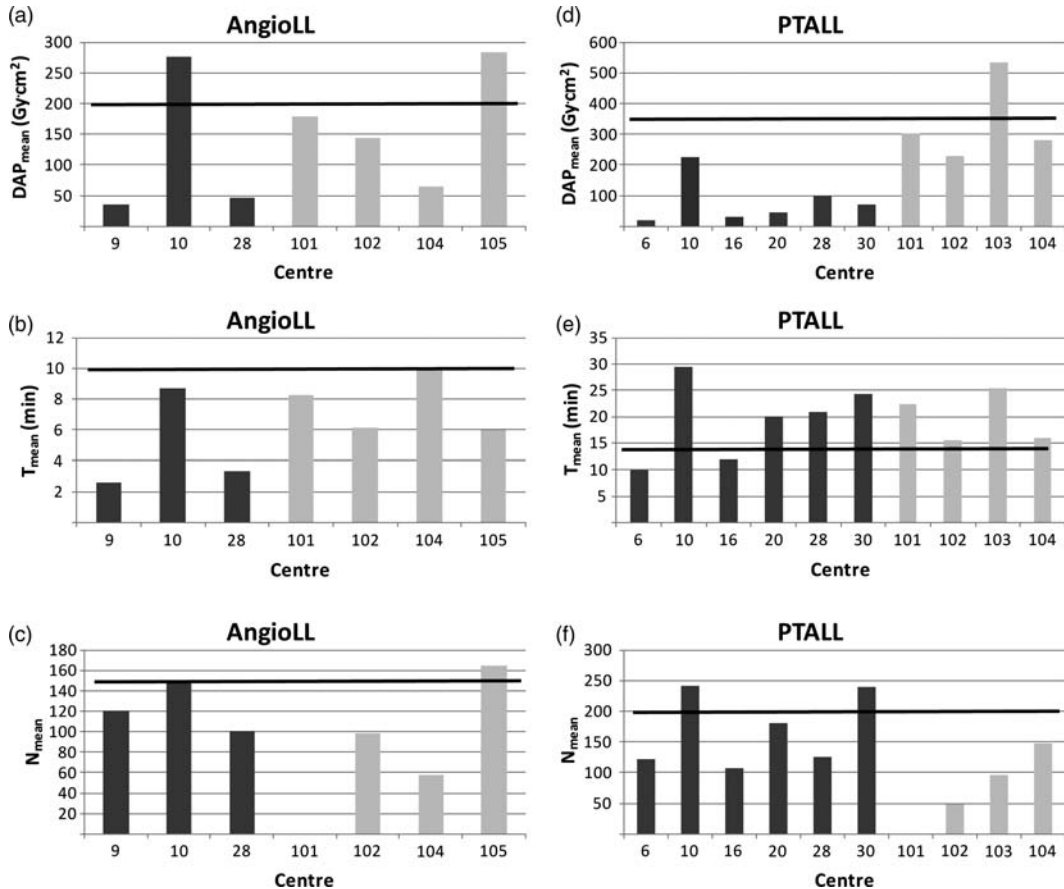 (a)
AngioLL
DAPmean (Gy·cm²)
300
250
200
150
100
50
9 10 28 101 102 104 105
Centre
(b)
AngioLL
Tmean (min)
12
10
8
6
4
2
9 10 28 101 102 104 105
Centre
(c)
AngioLL
Nmean
180
160
140
120
100
80
60
40
20
9 10 28 101 102 104 105
Centre
(d)
PTALL
DAPmean (Gy·cm²)
600
500
400
300
200
100
6 10 16 20 28 30 101 102 103 104
Centre
(e)
PTALL
Tmean (min)
35
30
25
20
15
10
5
6 10 16 20 28 30 101 102 103 104
Centre
(f)
PTALL
Nmean
300
250
200
150
100
50
6 10 16 20 28 30 101 102 103 104
Centre